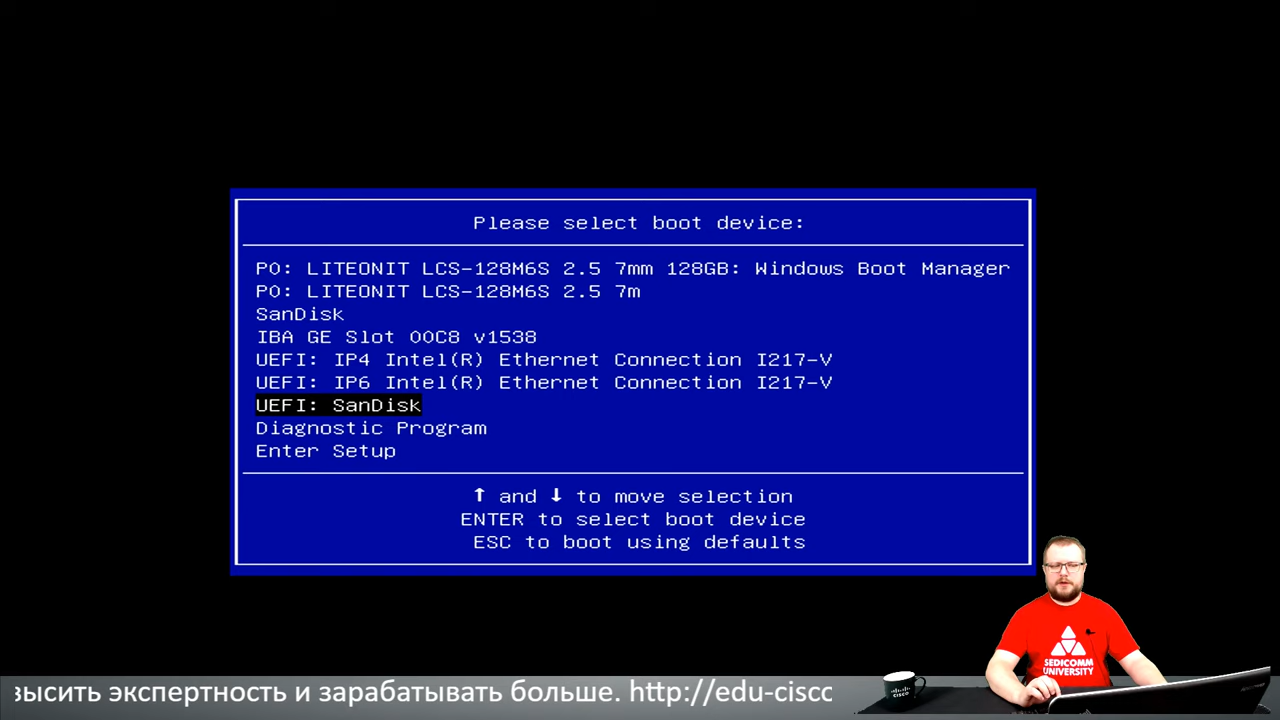 Please select boot device:
P0: LITEONIT LCS-128M6S 2.5 7mm 128GB: Windows Boot Manager
P0: LITEONIT LCS-128M6S 2.5 7m
SanDisk
IBA GE Slot 00C8 v1538
UEFI: IP4 Intel(R) Ethernet Connection I217-V
UEFI: IP6 Intel(R) Ethernet Connection I217-V
UEFI: SanDisk
Diagnostic Program
Enter Setup
↑ and ↓ to move selection
ENTER to select boot device
ESC to boot using defaults
SEDICOMM
UNIVERSITY
CISCO
высить экспертность и зарабатывать больше. http://edu-cisc